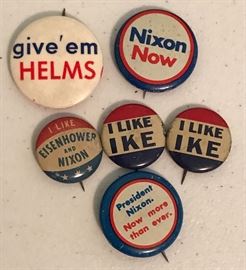 give 'em
HELMS
Nixon
Now
I LIKE
EISENHOWER
AND
NIXON
I LIKE
IKE
I LIKE
IKE
President
Nixon.
Now more
than ever.